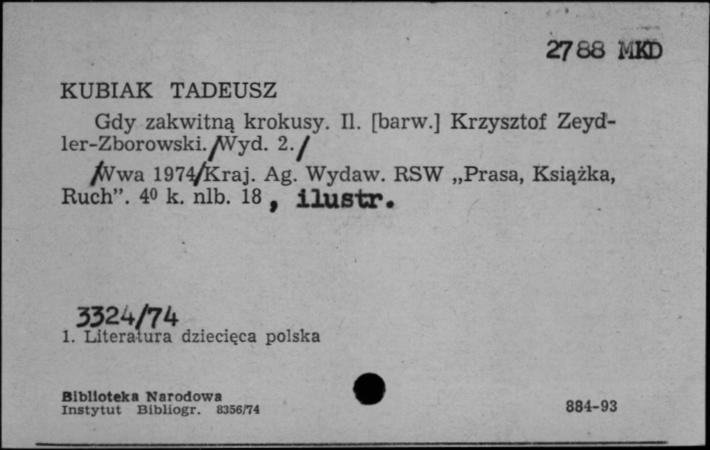 2788 MKD
KUBIAK TADEUSZ
Gdy zakwitną krokusy. Il. [barw.] Krzysztof Zeyd-
ler-Zborowski./Wyd. 2./
/Wwa 1974/Kraj. Ag. Wydaw. RSW „Prasa, Książka,
Ruch”. 4⁰ k. nlb. 18, ilustr.
3324/74
1. Literatura dziecięca polska
Biblioteka Narodowa
Instytut Bibliogr. 8356/74
884-93